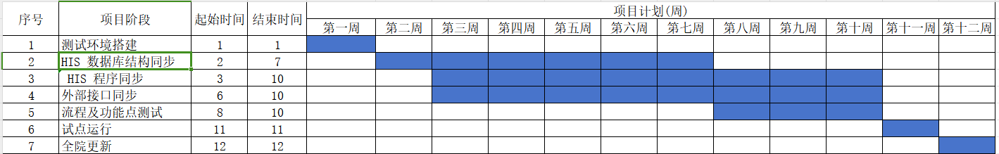 序号 项目阶段 起始时间 结束时间 项目计划(周)
第一周 第二周 第三周 第四周 第五周 第六周 第七周 第八周 第九周 第十周 第十一周 第十二周
1 测试环境搭建 1 1
2 HIS 数据库结构同步 2 7
3 HIS 程序同步 3 10
4 外部接口同步 6 10
5 流程及功能点测试 8 10
6 试点运行 11 11
7 全院更新 12 12